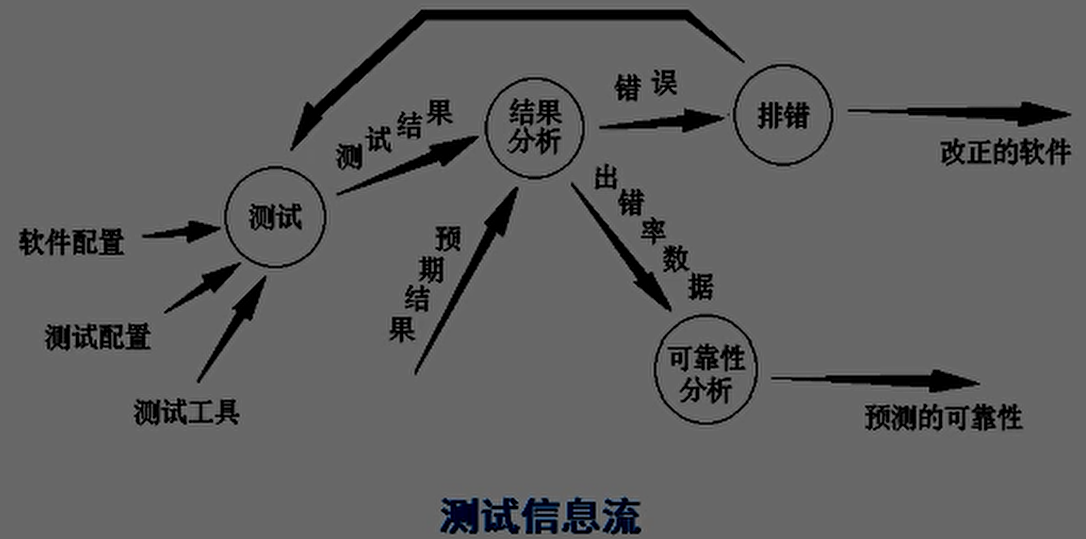 错误
结果
分析
排错
测试结果
改正的软件
出错率数据
测试
软件配置
预期结果
测试配置
可靠性
分析
测试工具
预测的可靠性
测试信息流